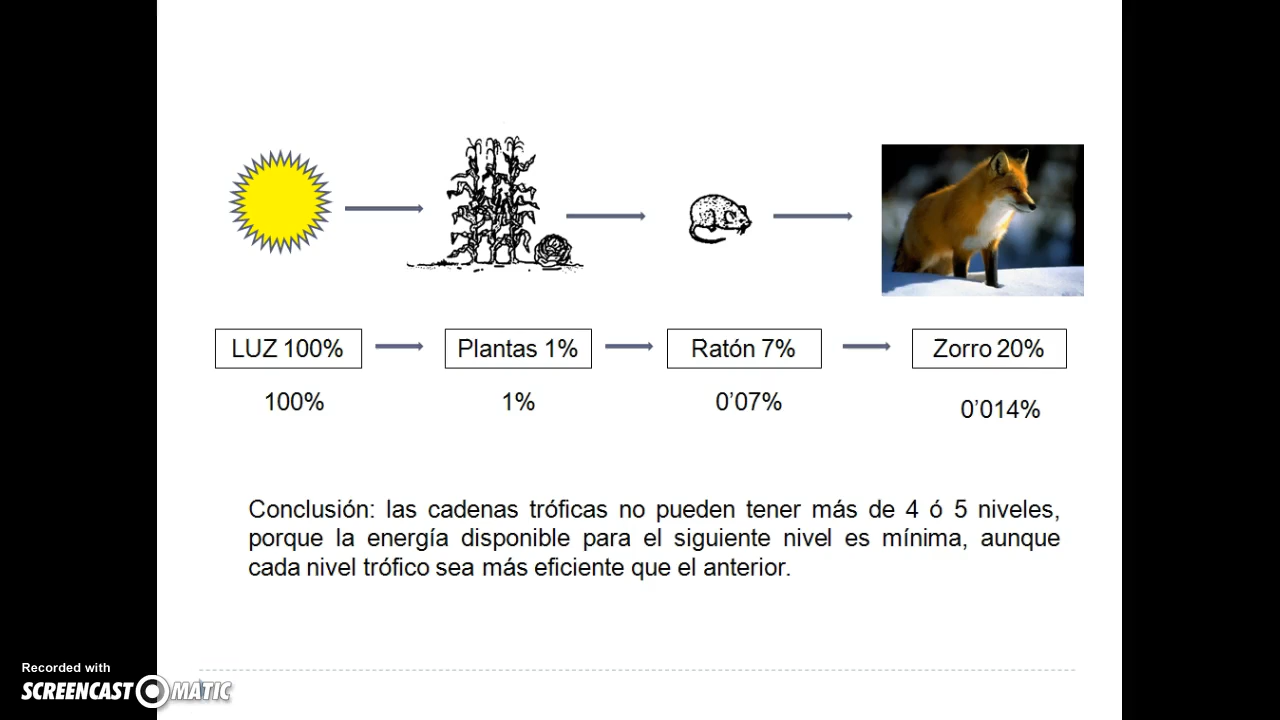 LUZ 100%
Plantas 1%
Ratón 7%
Zorro 20%
100%
1%
0’07%
0’014%
Conclusión: las cadenas tróficas no pueden tener más de 4 ó 5 niveles,
porque la energía disponible para el siguiente nivel es mínima, aunque
cada nivel trófico sea más eficiente que el anterior.
Recorded with
SCREENCAST MATIC